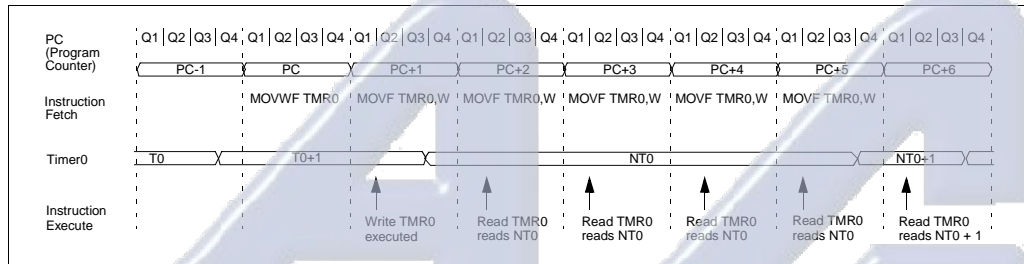 PC
(Program
Counter)
Q1 Q2 Q3 Q4 Q1 Q2 Q3 Q4 Q1 Q2 Q3 Q4 Q1 Q2 Q3 Q4 Q1 Q2 Q3 Q4 Q1 Q2 Q3 Q4 Q1 Q2 Q3 Q4 Q1 Q2 Q3 Q4
PC-1 PC PC+1 PC+2 PC+3 PC+4 PC+5 PC+6
Instruction
Fetch
MOVWF TMR0 MOVF TMR0,W MOVF TMR0,W MOVF TMR0,W MOVF TMR0,W MOVF TMR0,W
Timer0
T0 T0+1 NT0 NT0+1
Instruction
Execute
Write TMR0
executed
Read TMR0
reads NT0
Read TMR0
reads NT0
Read TMR0
reads NT0
Read TMR0
reads NT0
Read TMR0
reads NT0 + 1